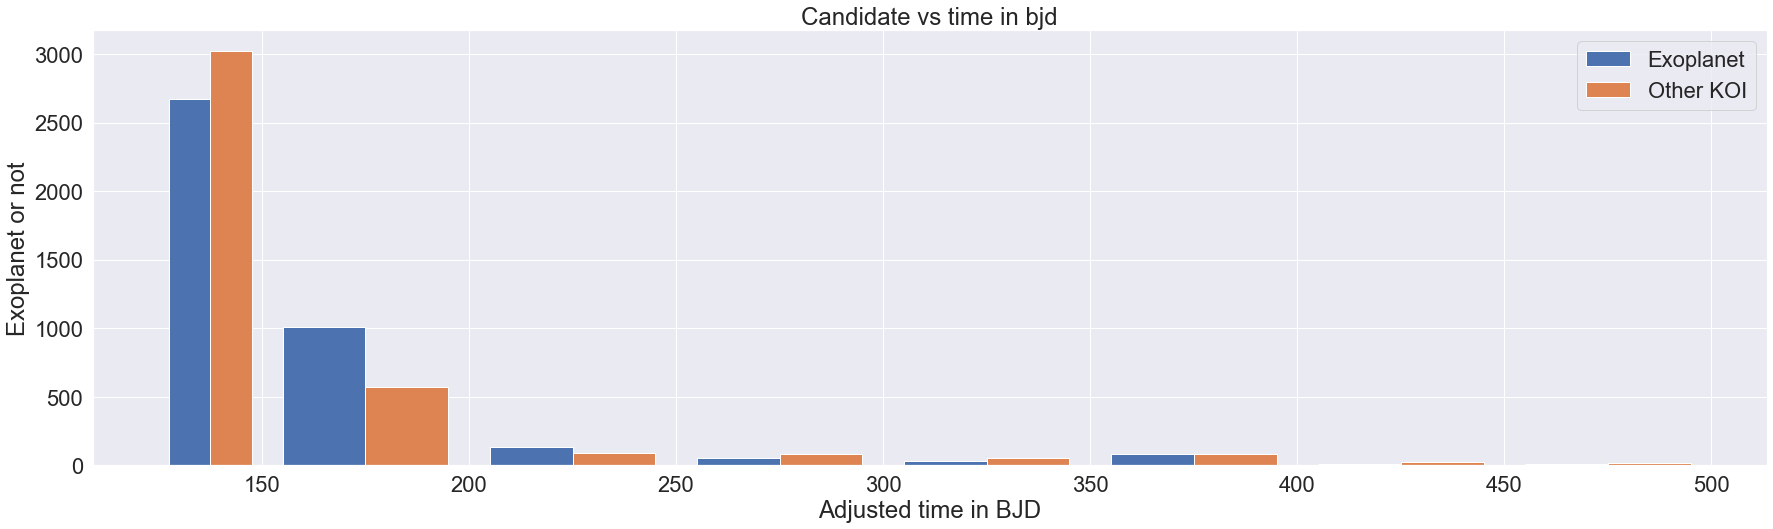 Candidate vs time in bjd
3000
2500
2000
1500
1000
500
0
Exoplanet or not
Exoplanet
Other KOI
150 200 250 300 350 400 450 500
Adjusted time in BJD